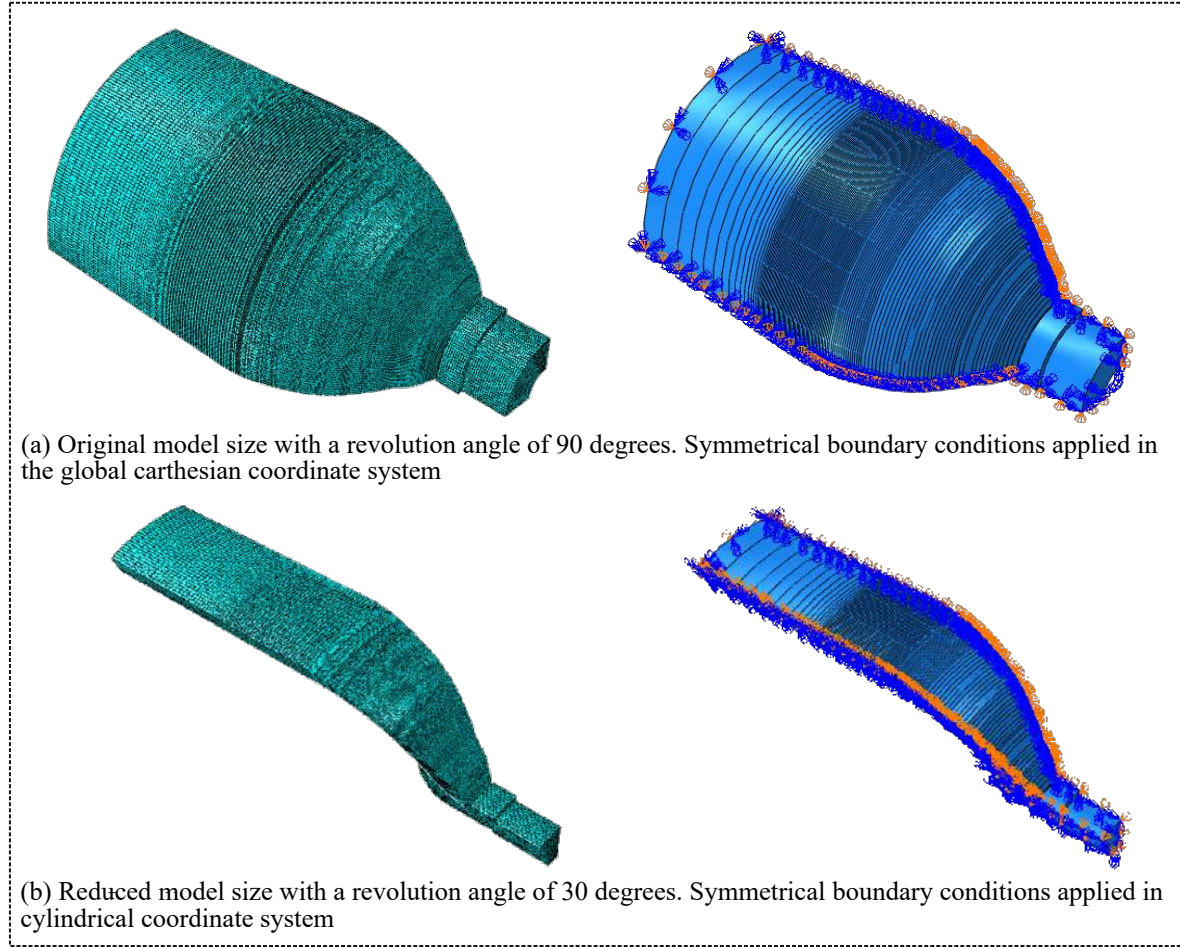 (a) Original model size with a revolution angle of 90 degrees. Symmetrical boundary conditions applied in
the global carthesian coordinate system
(b) Reduced model size with a revolution angle of 30 degrees. Symmetrical boundary conditions applied in
cylindrical coordinate system